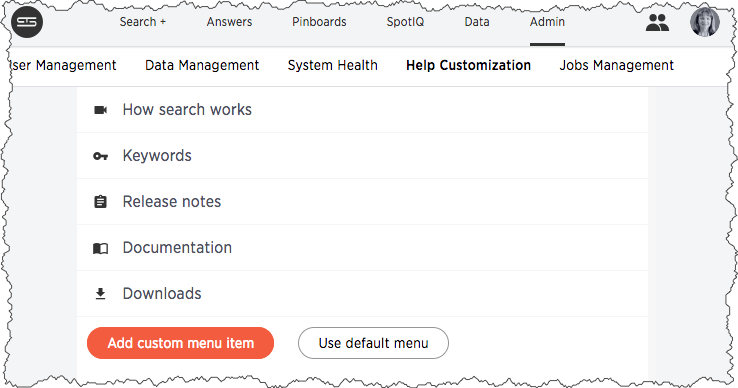 Search + Answers Pinboards SpotIQ Data Admin
ser Management Data Management System Health Help Customization Jobs Management
How search works
Keywords
Release notes
Documentation
Downloads
Add custom menu item Use default menu